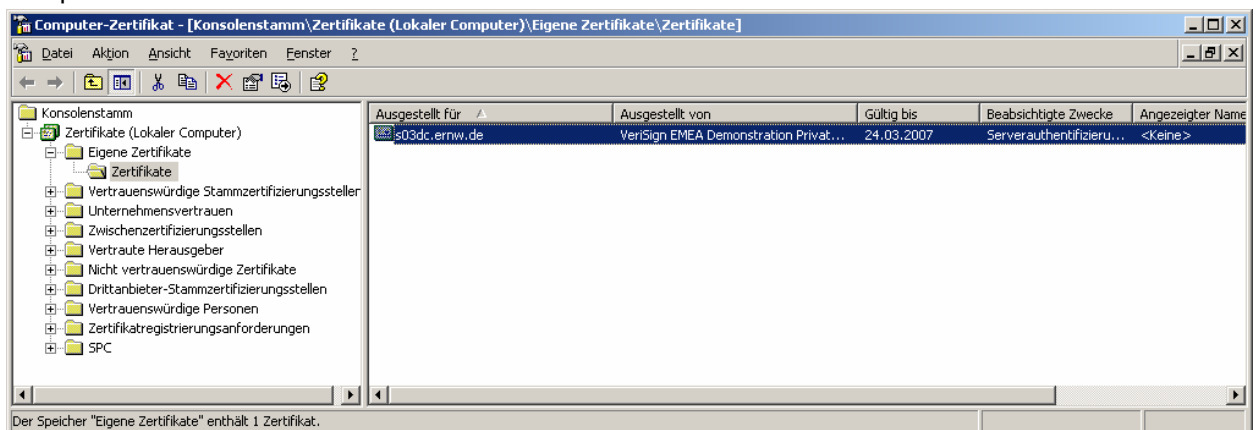 Computer-Zertifikat - [Konsolenstamm\Zertifikate (Lokaler Computer)\Eigene Zertifikate\Zertifikate]
Datei Aktion Ansicht Favoriten Fenster ?
Konsolenstamm
Zertifikate (Lokaler Computer)
Eigene Zertifikate
Zertifikate
Vertrauenswürdige Stammzertifizierungsstellen
Unternehmensvertrauen
Zwischenzertifizierungsstellen
Vertraute Herausgeber
Nicht vertrauenswürdige Zertifikate
Drittanbieter-Stammzertifizierungsstellen
Vertrauenswürdige Personen
Zertifikatregistrierungsanforderungen
SPC
Ausgestellt für Ausgestellt von Gültig bis Beabsichtigte Zwecke Angezeigter Name
s03dc.ernw.de VeriSign EMEA Demonstration Privat... 24.03.2007 Serverauthentifizieru... <Keine>
Der Speicher "Eigene Zertifikate" enthält 1 Zertifikat.